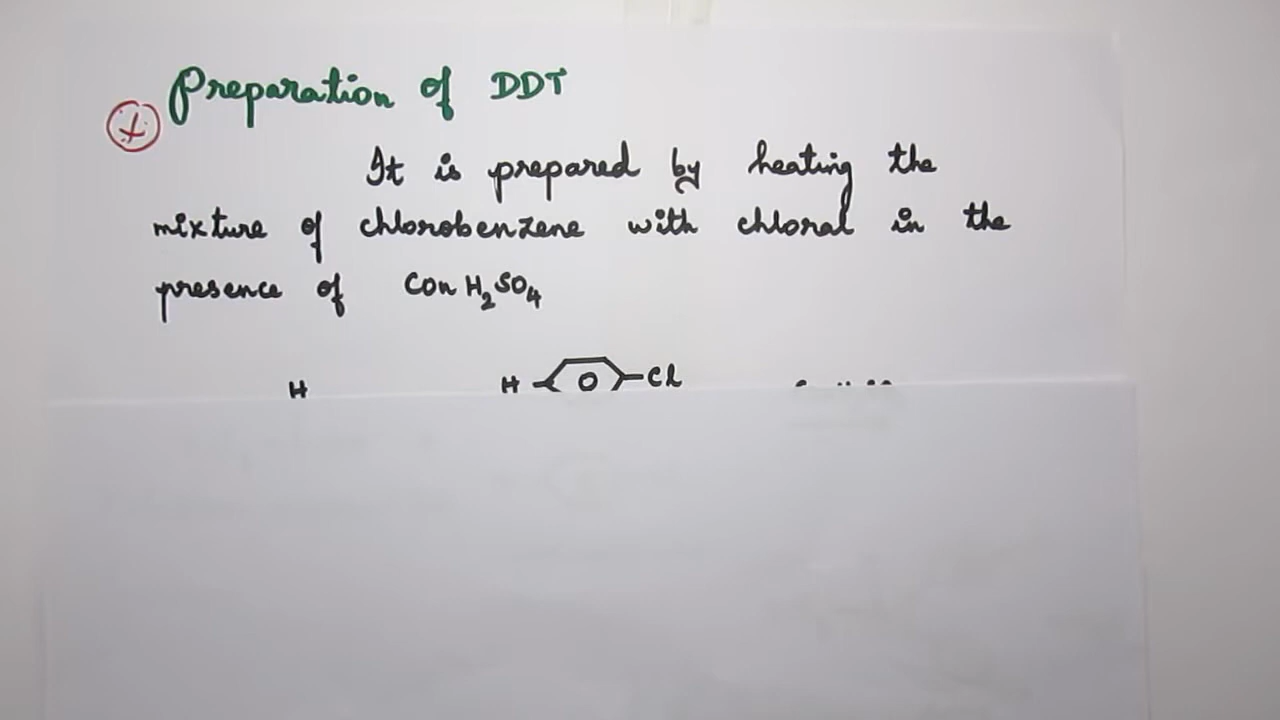 Preparation of DDT
It is prepared by heating the
mixture of chlorobenzene with chloral in the
presence of Con H₂SO₄
H H O Cl